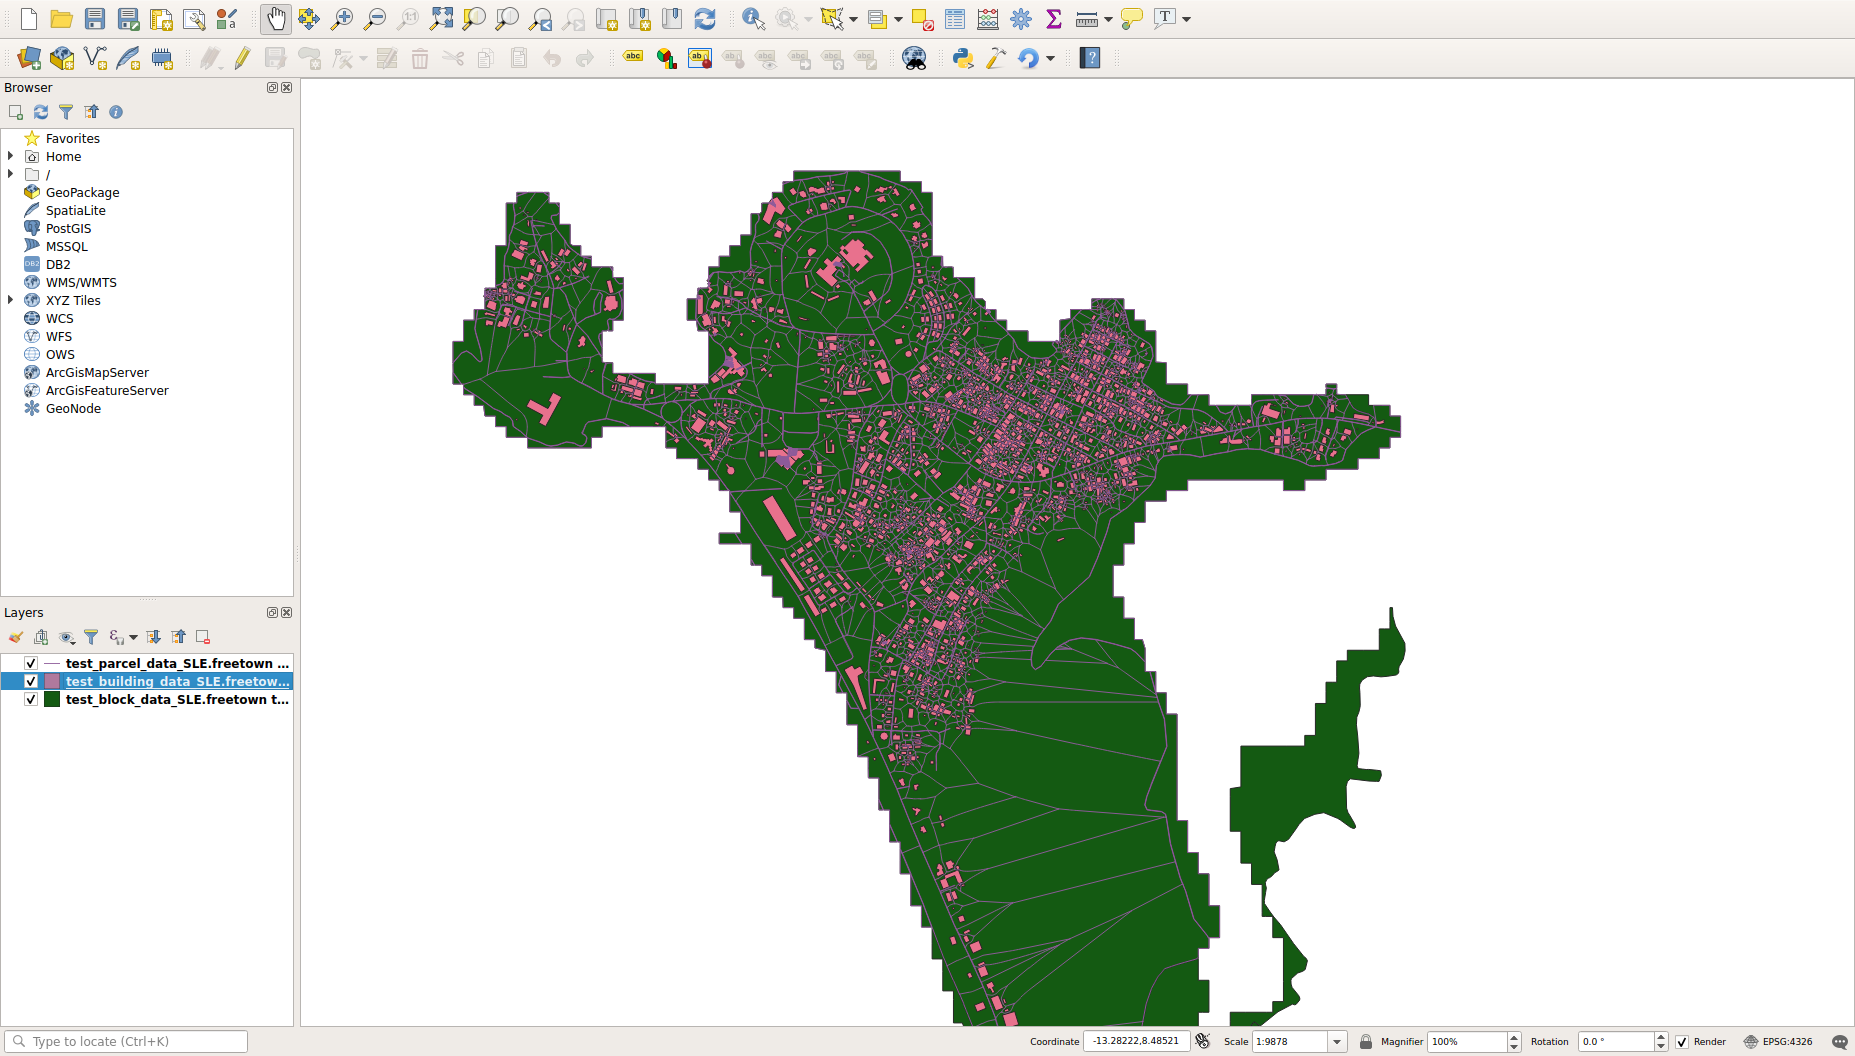 Browser
Favorites
Home
/
GeoPackage
SpatiaLite
PostGIS
MSSQL
DB2
WMS/WMTS
XYZ Tiles
WCS
WFS
OWS
ArcGisMapServer
ArcGisFeatureServer
GeoNode
Layers
test_parcel_data_SLE.freetown ...
test_building_data_SLE.freetow...
test_block_data_SLE.freetown t...
Type to locate (Ctrl+K)
Coordinate -13.28222,8.48521 Scale 1:9878 Magnifier 100% Rotation 0.0 ° Render EPSG:4326